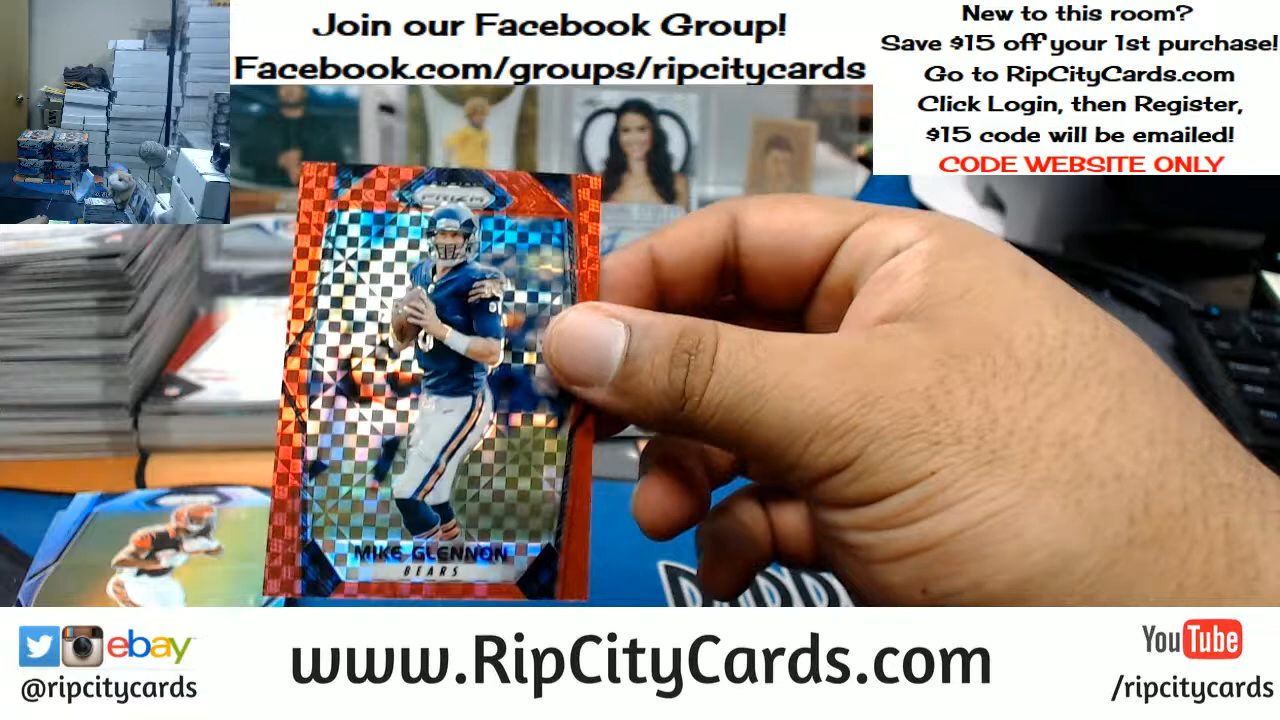 Join our Facebook Group!
Facebook.com/groups/ripcitycards
New to this room?
Save $15 off your 1st purchase!
Go to RipCityCards.com
Click Login, then Register,
$15 code will be emailed!
CODE WEBSITE ONLY
PRIZM
MIKE GLENNON
BEARS
ebay
@ripcitycards
www.RipCityCards.com
YouTube
/ripcitycards